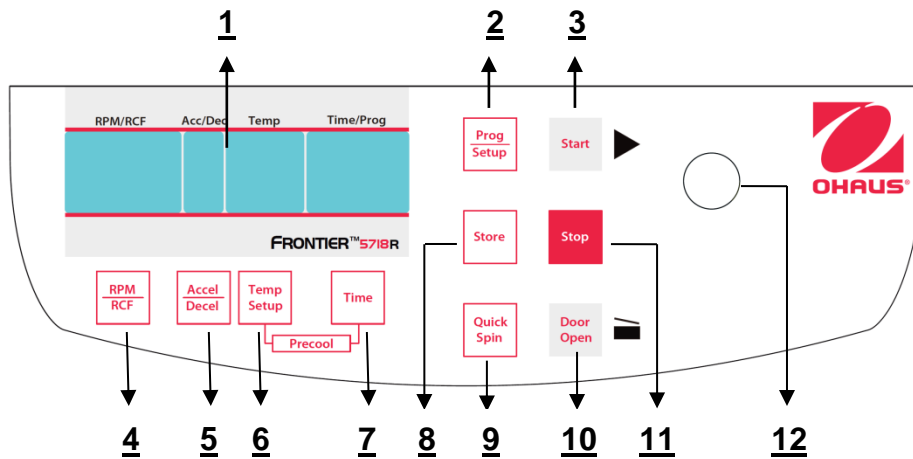 1 2 3
RPM/RCF Acc/Dec Temp Time/Prog
Prog
Setup
Start
OHAUS®
FRONTIER™5718R
Store
Stop
RPM
RCF
Accel
Decel
Temp
Setup
Time
Precool
Quick
Spin
Door
Open
4 5 6 7 8 9 10 11 12